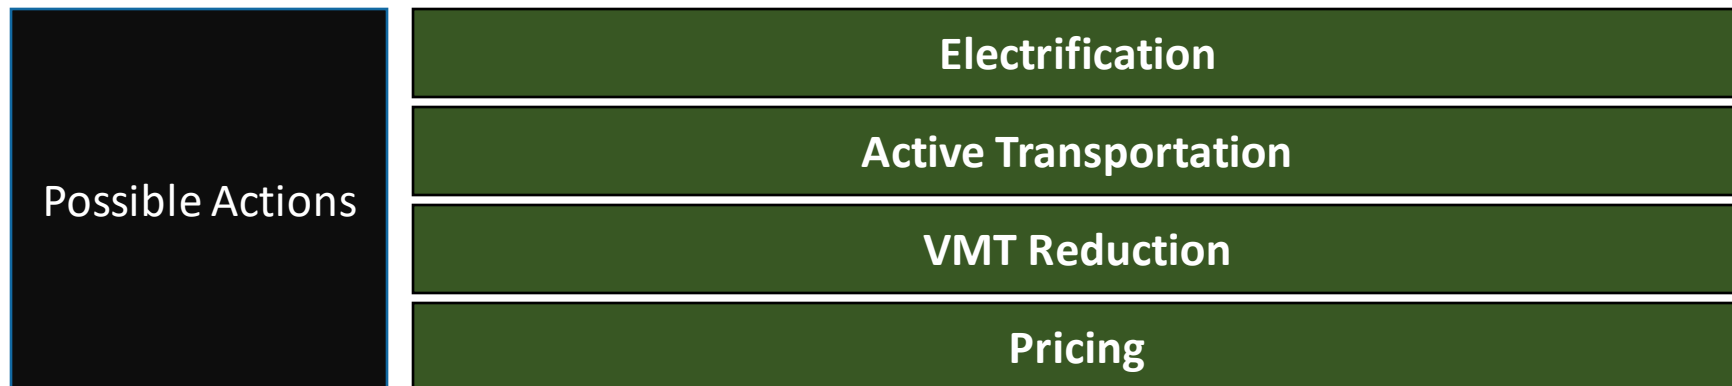 Possible Actions
Electrification
Active Transportation
VMT Reduction
Pricing